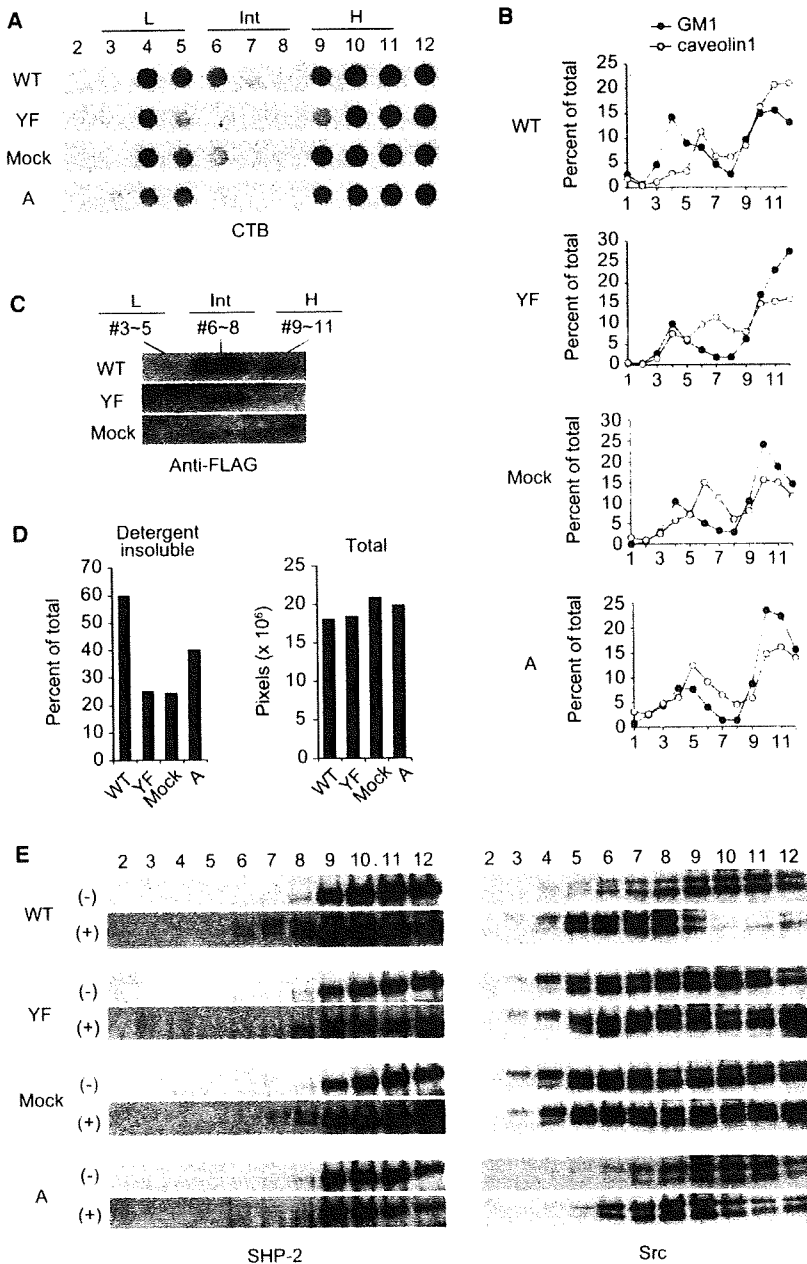 A
L Int H
2 3 4 5 6 7 8 9 10 11 12
WT
YF
Mock
A
CTB
B
GM1
caveolin1
WT
Percent of total
25
20
15
10
5
0
1 3 5 7 9 11
YF
Percent of total
30
25
20
15
10
5
0
1 3 5 7 9 11
Mock
Percent of total
30
25
20
15
10
5
0
1 3 5 7 9 11
A
Percent of total
25
20
15
10
5
0
1 3 5 7 9 11
C
L Int H
#3~5 #6~8 #9~11
WT
YF
Mock
Anti-FLAG
D
Detergent
insoluble
Percent of total
70
60
50
40
30
20
10
0
WT YF Mock A
Total
Pixels (x 10⁶)
25
20
15
10
5
0
WT YF Mock A
E
2 3 4 5 6 7 8 9 10 11 12 2 3 4 5 6 7 8 9 10 11 12
WT
(-)
(+)
YF
(-)
(+)
Mock
(-)
(+)
A
(-)
(+)
SHP-2 Src